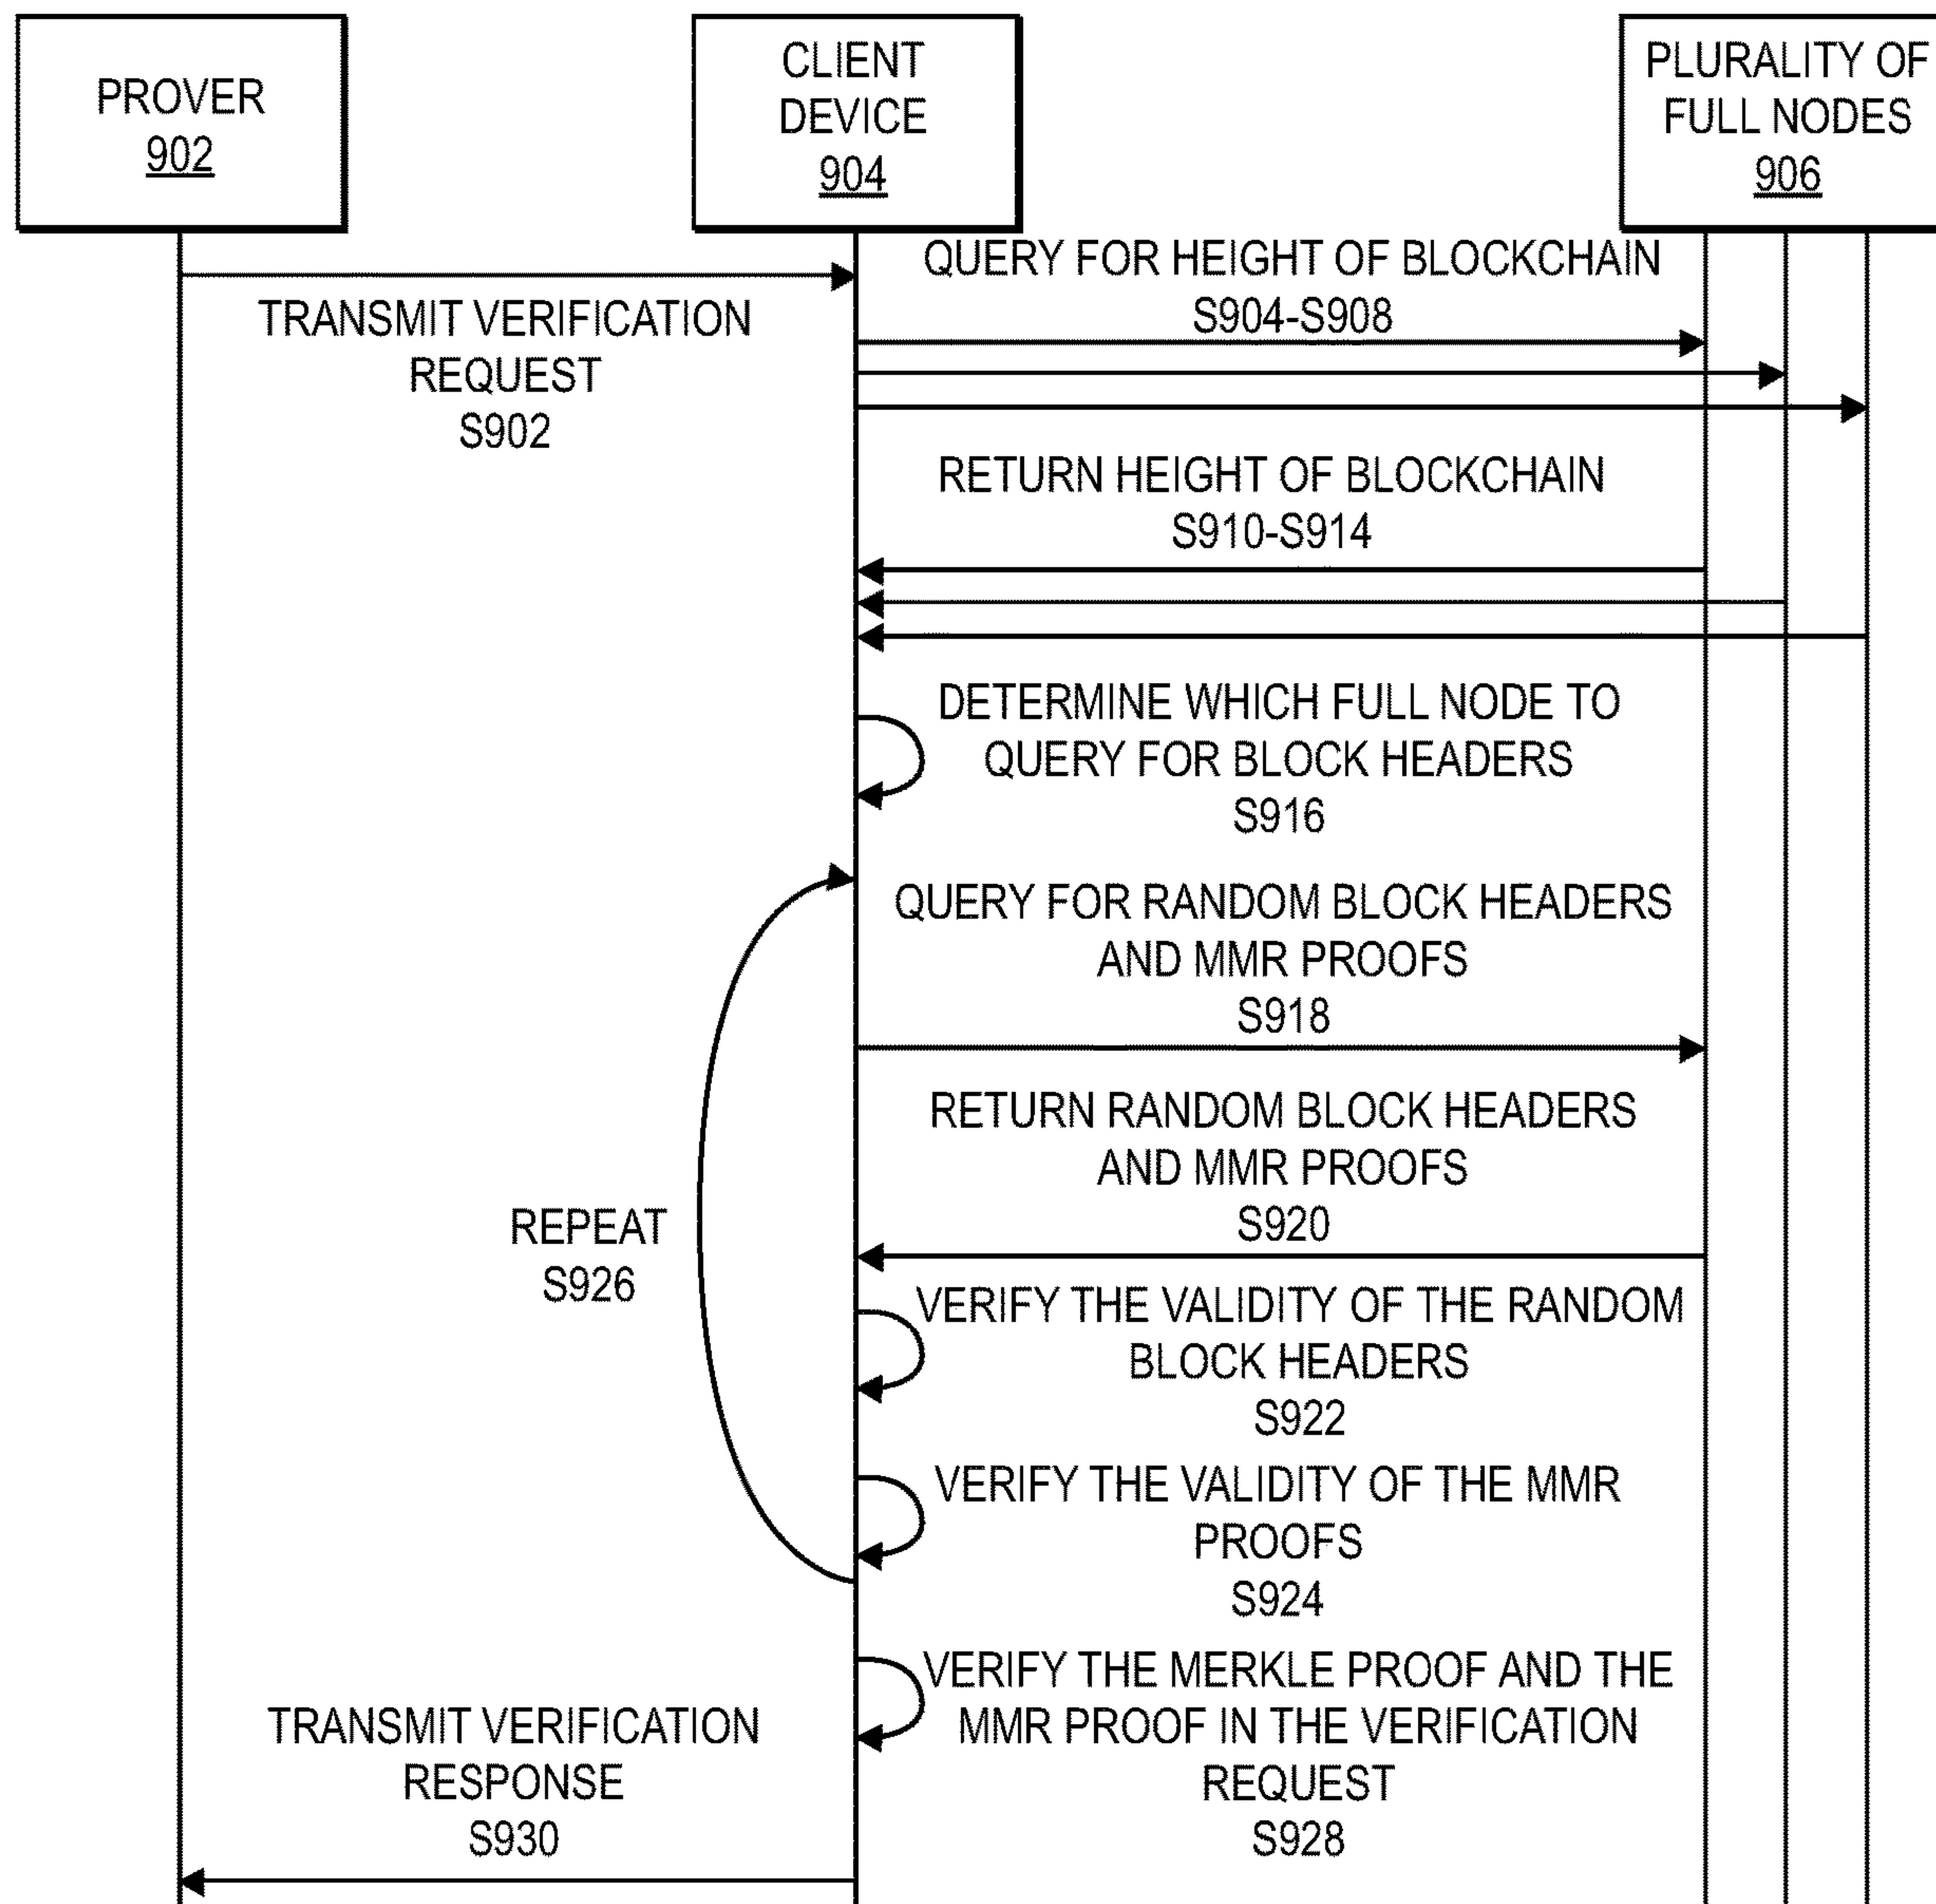 PROVER
902
CLIENT
DEVICE
904
PLURALITY OF
FULL NODES
906
TRANSMIT VERIFICATION
REQUEST
S902
QUERY FOR HEIGHT OF BLOCKCHAIN
S904-S908
RETURN HEIGHT OF BLOCKCHAIN
S910-S914
DETERMINE WHICH FULL NODE TO
QUERY FOR BLOCK HEADERS
S916
QUERY FOR RANDOM BLOCK HEADERS
AND MMR PROOFS
S918
RETURN RANDOM BLOCK HEADERS
AND MMR PROOFS
S920
REPEAT
S926
VERIFY THE VALIDITY OF THE RANDOM
BLOCK HEADERS
S922
VERIFY THE VALIDITY OF THE MMR
PROOFS
S924
VERIFY THE MERKLE PROOF AND THE
MMR PROOF IN THE VERIFICATION
REQUEST
S928
TRANSMIT VERIFICATION
RESPONSE
S930